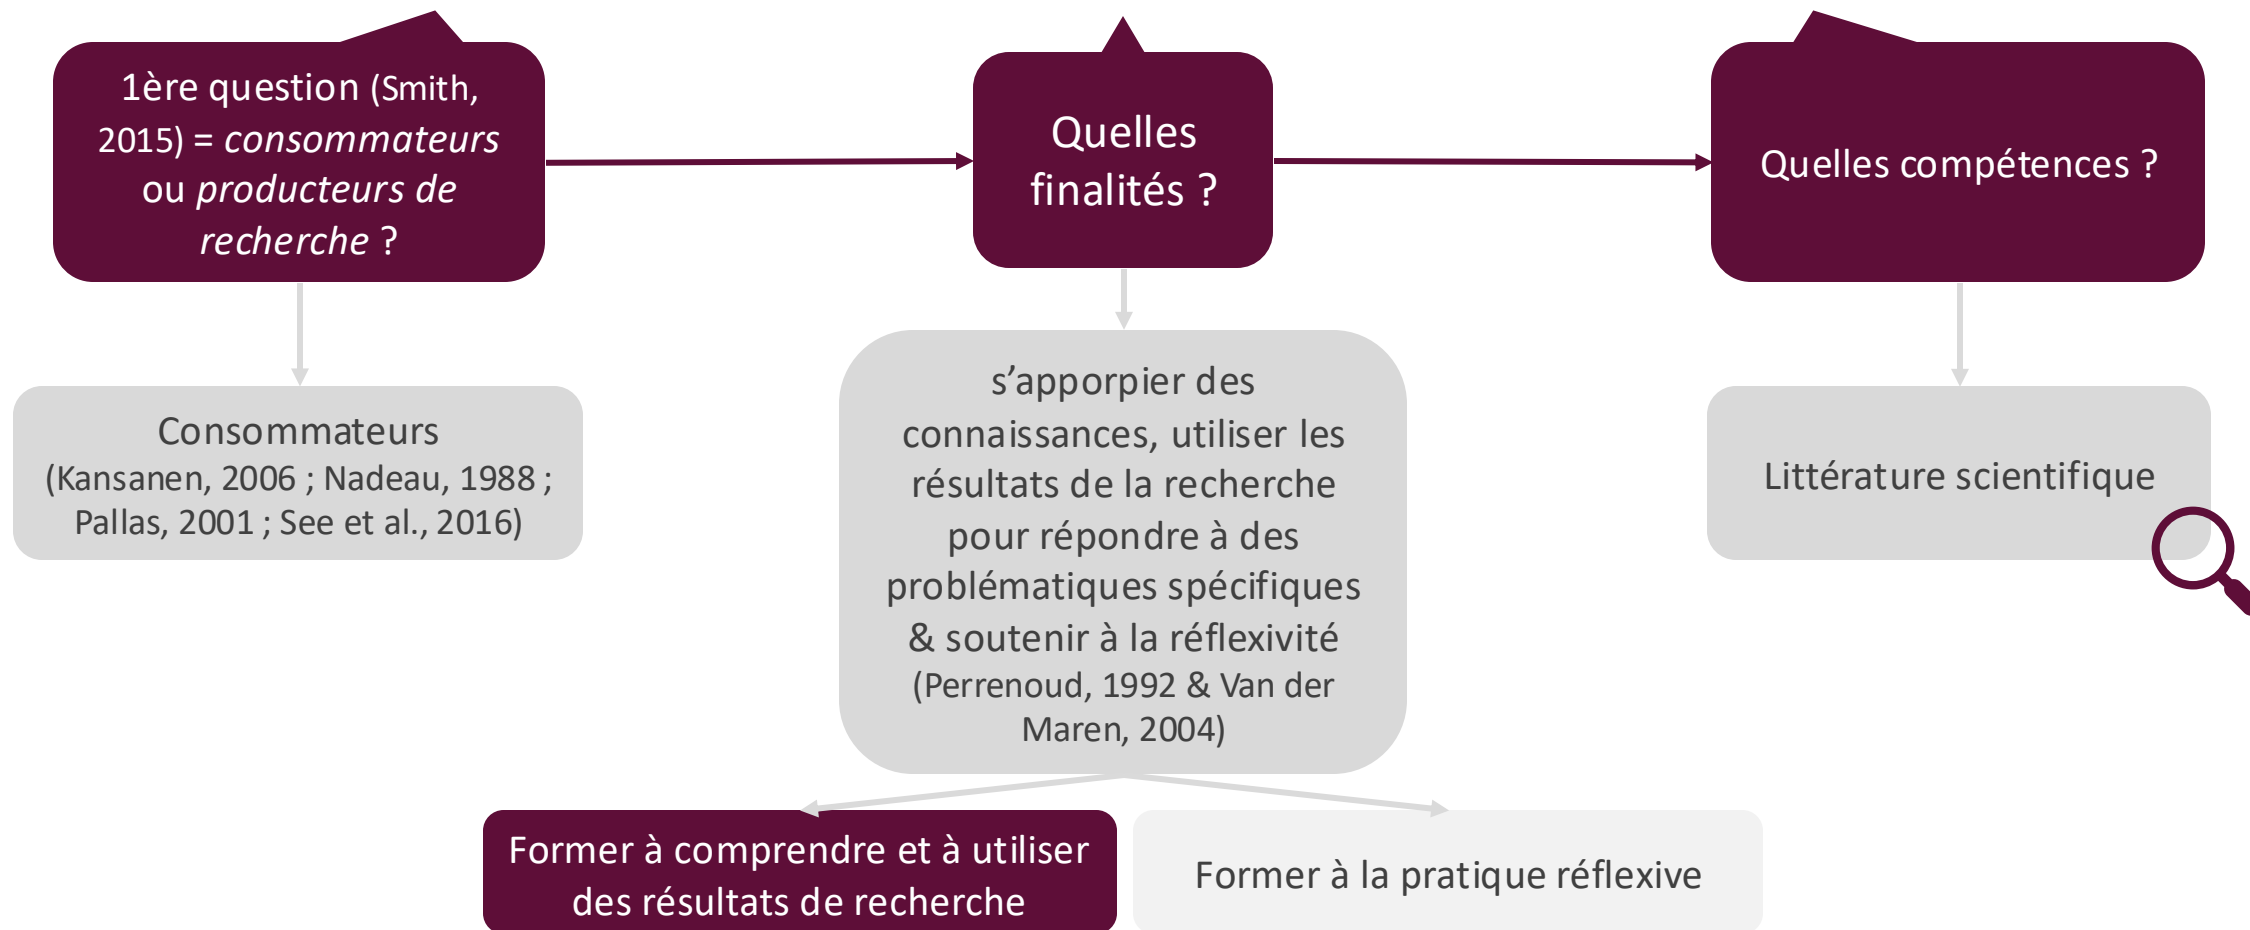 1ère question (Smith,
2015) = consommateurs
ou producteurs de
recherche ?
Quelles
finalités ?
Quelles compétences ?
Consommateurs
(Kansanen, 2006 ; Nadeau, 1988 ;
Pallas, 2001 ; See et al., 2016)
s’apporpier des
connaissances, utiliser les
résultats de la recherche
pour répondre à des
problématiques spécifiques
& soutenir à la réflexivité
(Perrenoud, 1992 & Van der
Maren, 2004)
Littérature scientifique
Former à comprendre et à utiliser
des résultats de recherche
Former à la pratique réflexive